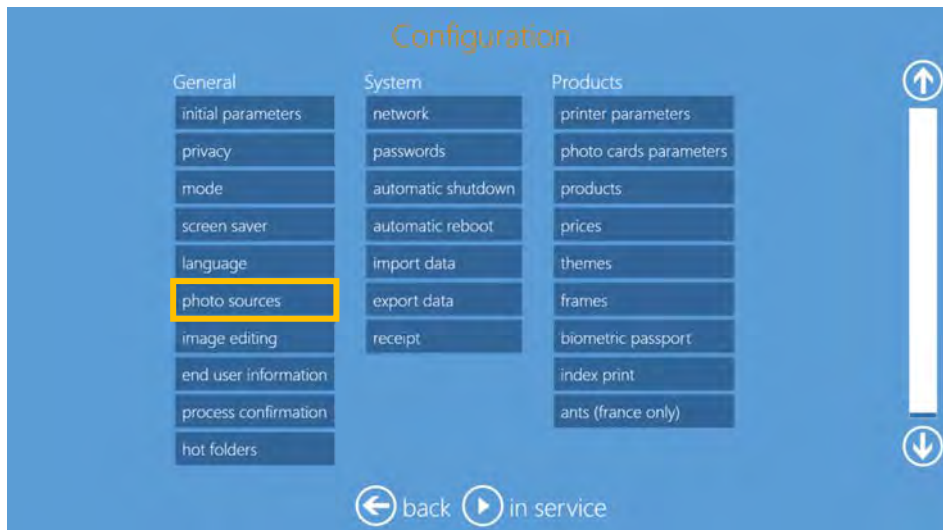 Configuration
General
initial parameters
privacy
mode
screen saver
language
photo sources
image editing
end user information
process confirmation
hot folders
System
network
passwords
automatic shutdown
automatic reboot
import data
export data
receipt
Products
printer parameters
photo cards parameters
products
prices
themes
frames
biometric passport
index print
ants (france only)
back in service